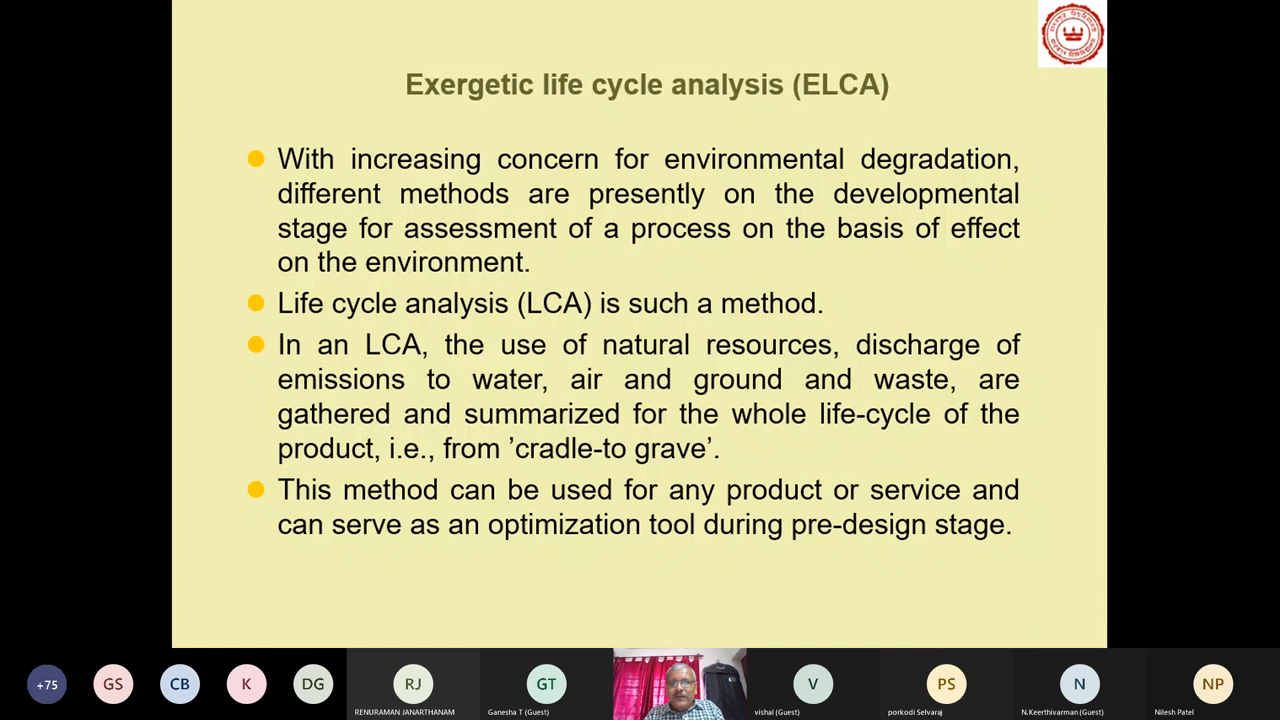 Exergetic life cycle analysis (ELCA)
With increasing concern for environmental degradation,
different methods are presently on the developmental
stage for assessment of a process on the basis of effect
on the environment.
Life cycle analysis (LCA) is such a method.
In an LCA, the use of natural resources, discharge of
emissions to water, air and ground and waste, are
gathered and summarized for the whole life-cycle of the
product, i.e., from ’cradle-to grave’.
This method can be used for any product or service and
can serve as an optimization tool during pre-design stage.
+75
GS
CB
K
DG
RJ
RENURAMAN JANARTHANAM
GT
Ganesha T (Guest)
V
vishal (Guest)
PS
porkodi Selvaraj
N
N.Keerthivarman (Guest)
NP
Nilesh Patel